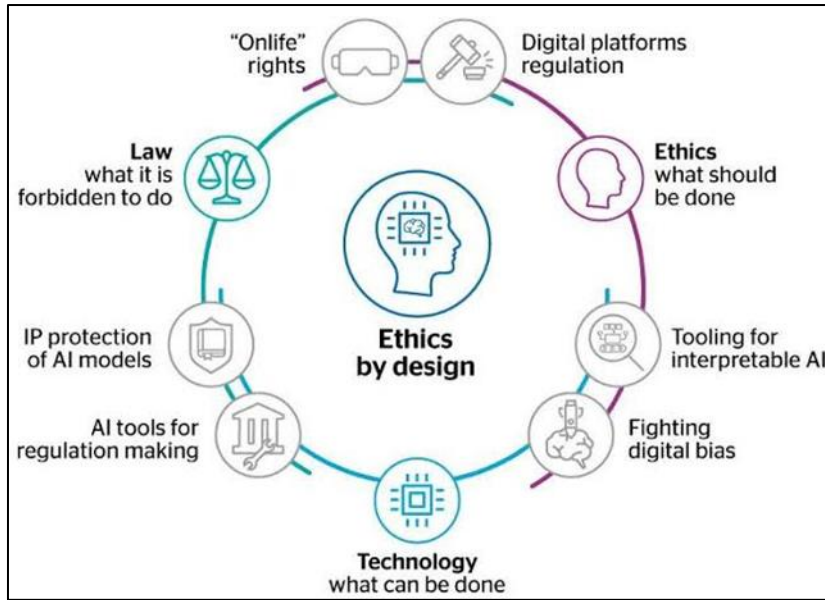 “Onlife”
rights
Digital platforms
regulation
Law
what it is
forbidden to do
Ethics
what should
be done
Ethics
by design
IP protection
of AI models
Tooling for
interpretable AI
AI tools for
regulation making
Fighting
digital bias
Technology
what can be done